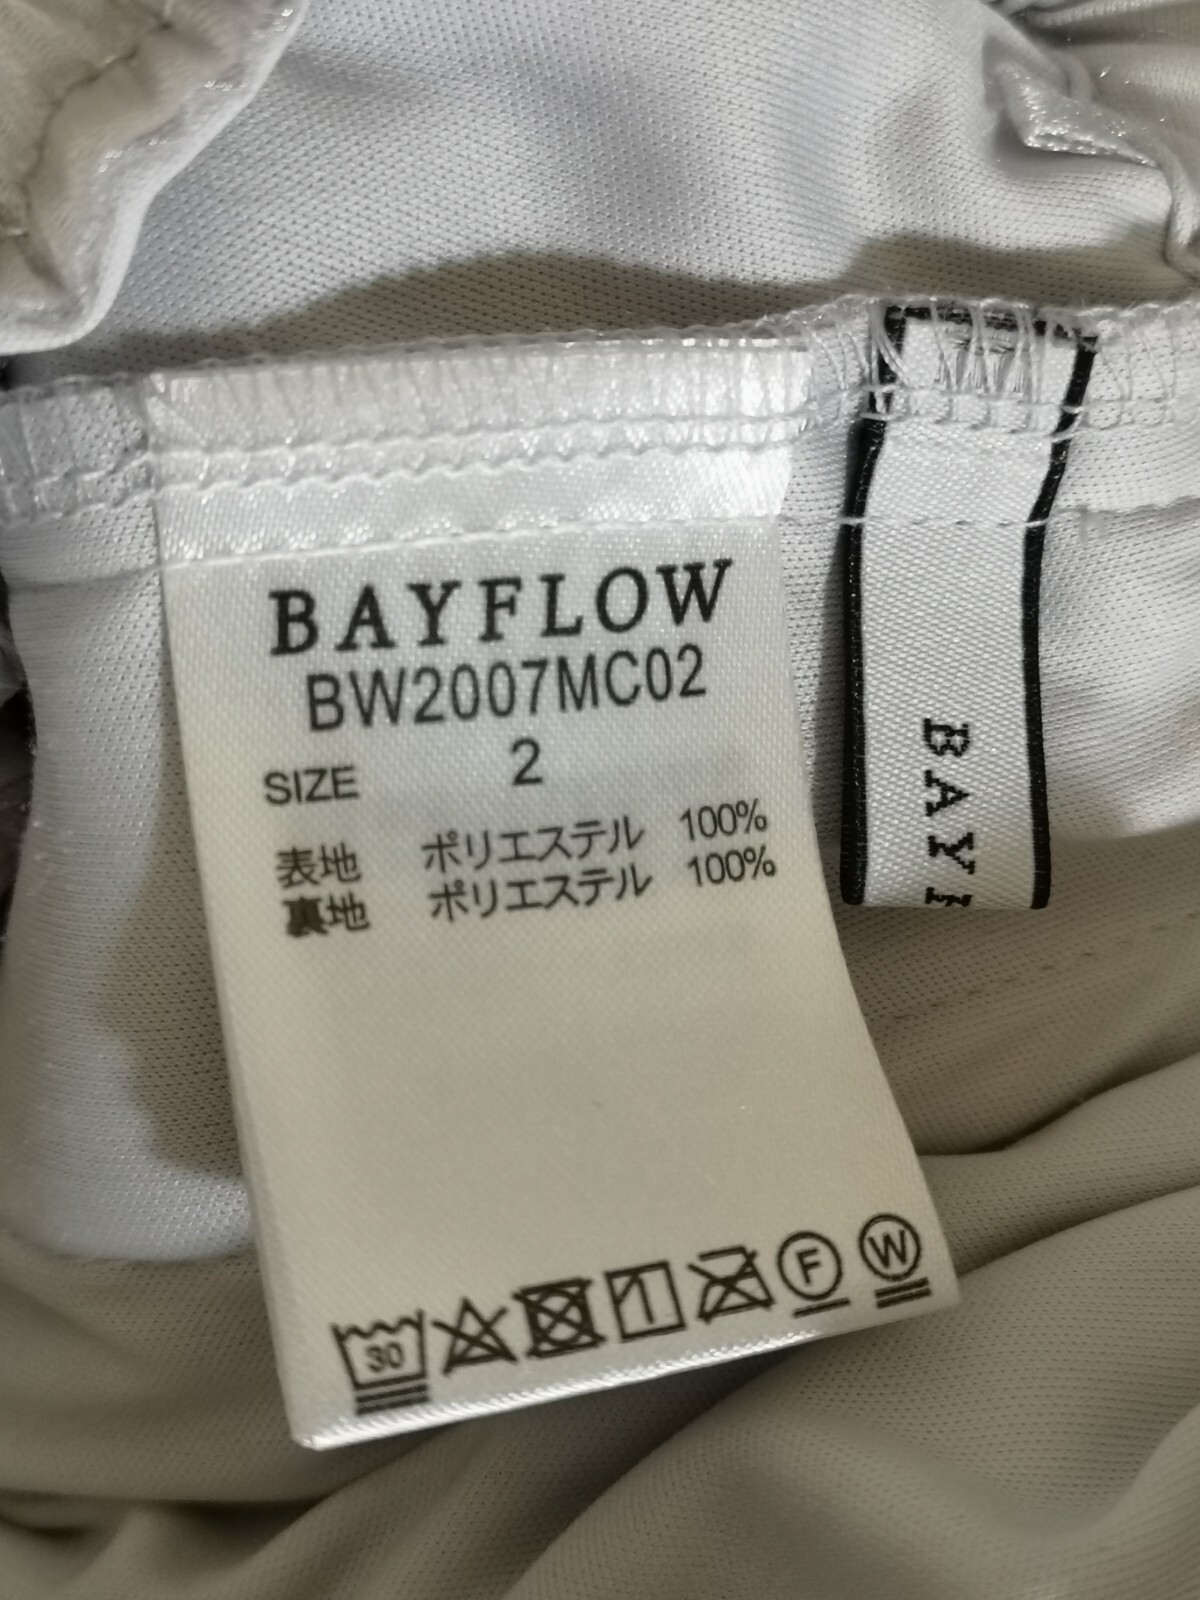 BAYFLOW
BW2007MC02
SIZE 2
表地 ポリエステル 100%
裏地 ポリエステル 100%
30
F
W
BAY